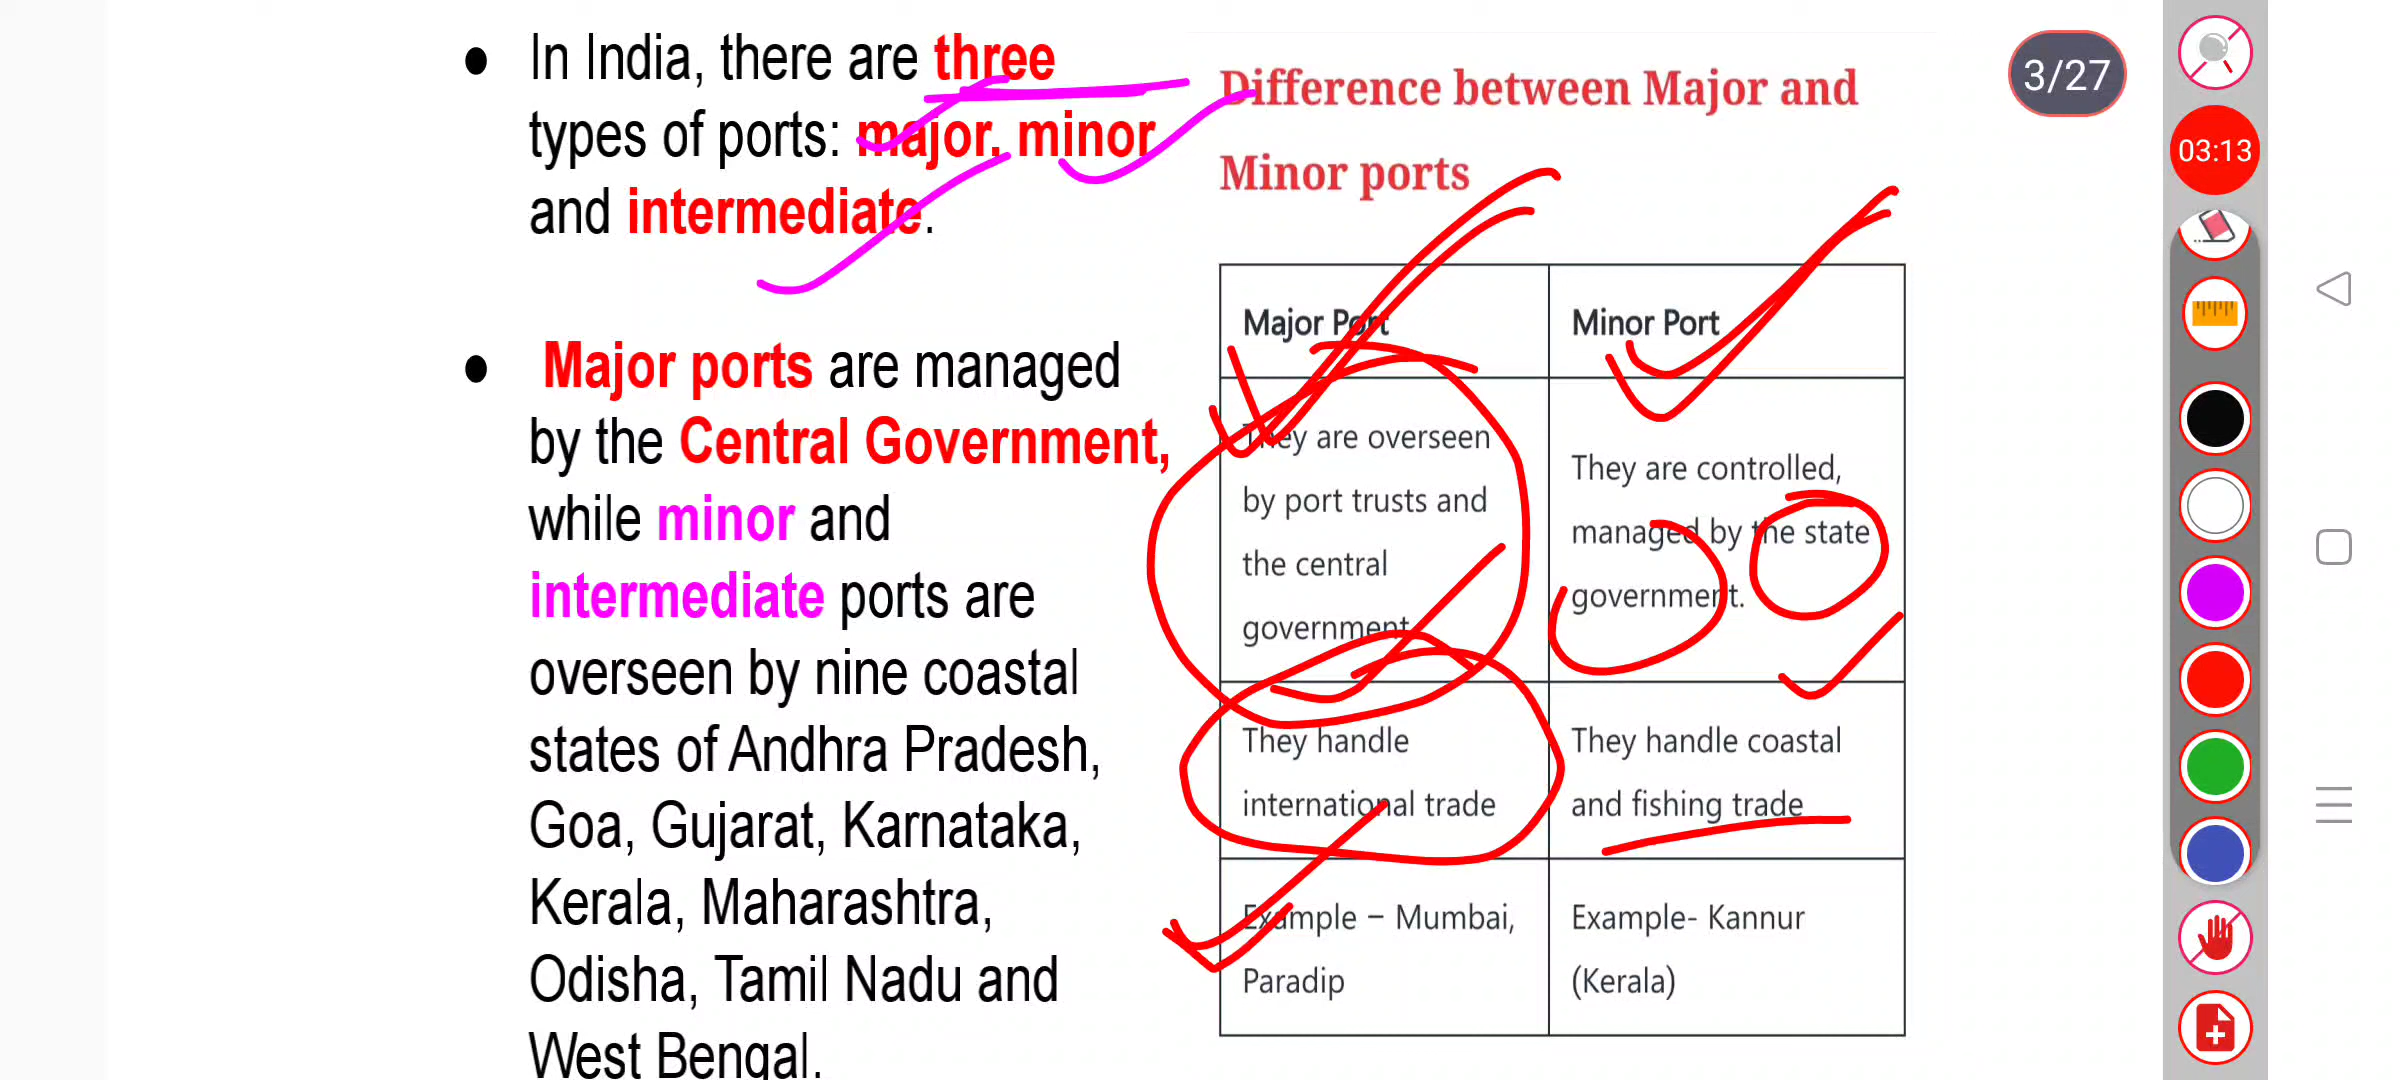 ● In India, there are three
types of ports: major, minor
and intermediate.
● Major ports are managed
by the Central Government,
while minor and
intermediate ports are
overseen by nine coastal
states of Andhra Pradesh,
Goa, Gujarat, Karnataka,
Kerala, Maharashtra,
Odisha, Tamil Nadu and
West Bengal.
Difference between Major and
Minor ports
Major Port
Minor Port
They are overseen
by port trusts and
the central
government
They are controlled,
managed by the state
government.
They handle
international trade
They handle coastal
and fishing trade
Example – Mumbai,
Paradip
Example- Kannur
(Kerala)
3/27
03:13